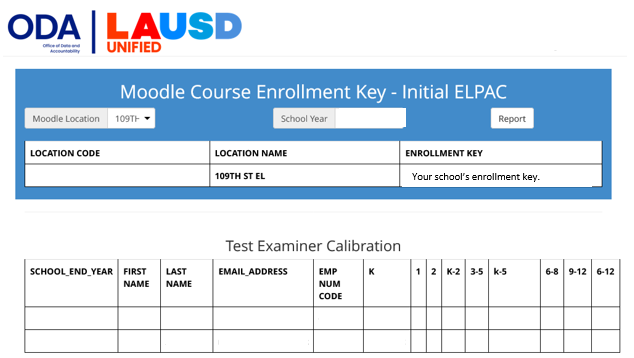 ODA LAUSD
Office of Data and
Accountability
UNIFIED
Moodle Course Enrollment Key - Initial ELPAC
Moodle Location 109TH School Year Report
LOCATION CODE LOCATION NAME ENROLLMENT KEY
109TH ST EL Your school's enrollment key.
Test Examiner Calibration
SCHOOL_END_YEAR FIRST LAST EMAIL_ADDRESS EMP K 1 2 K-2 3-5 k-5 6-8 9-12 6-12
NAME NAME NUM
CODE